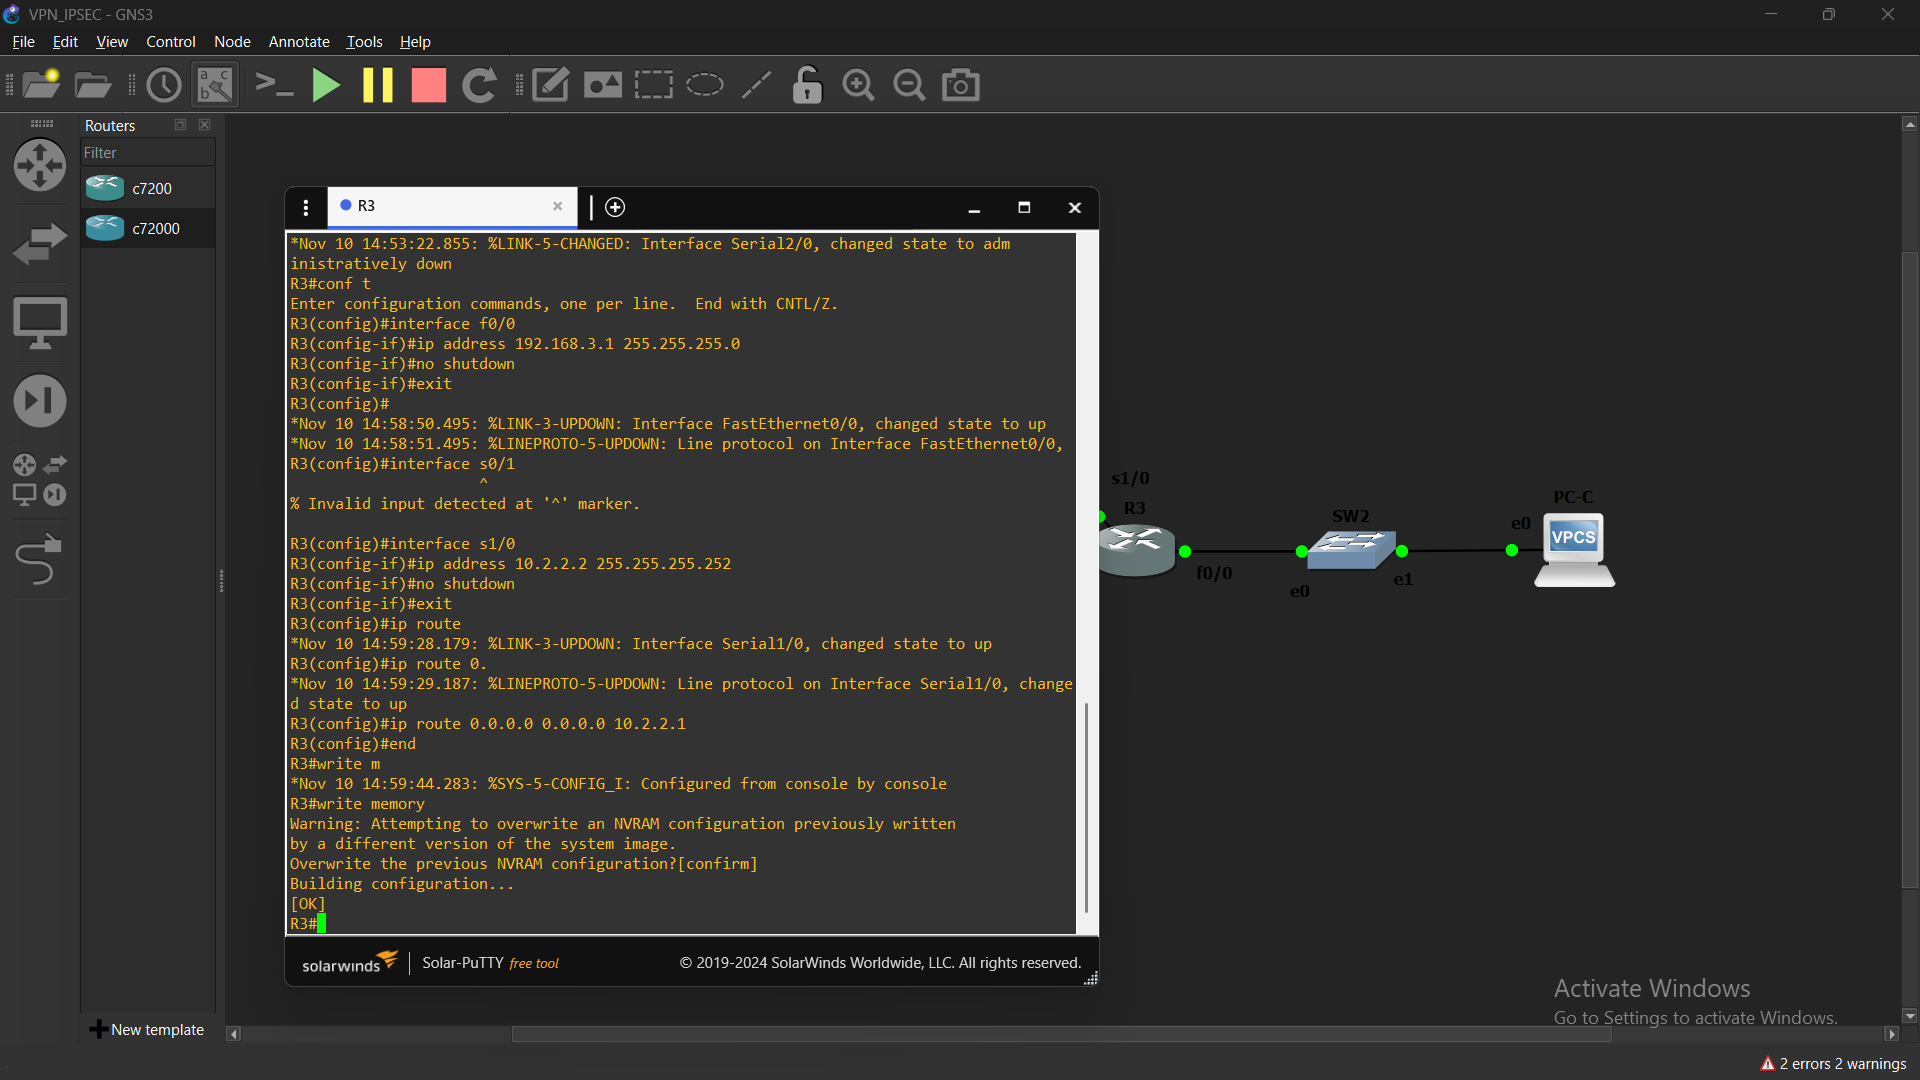 VPN_IPSEC - GNS3
File Edit View Control Node Annotate Tools Help
a c
b
Routers
Filter
c7200
c72000
New template
R3
*Nov 10 14:53:22.855: %LINK-5-CHANGED: Interface Serial2/0, changed state to adm
inistratively down
R3#conf t
Enter configuration commands, one per line.  End with CNTL/Z.
R3(config)#interface f0/0
R3(config-if)#ip address 192.168.3.1 255.255.255.0
R3(config-if)#no shutdown
R3(config-if)#exit
R3(config)#
*Nov 10 14:58:50.495: %LINK-3-UPDOWN: Interface FastEthernet0/0, changed state to up
*Nov 10 14:58:51.495: %LINEPROTO-5-UPDOWN: Line protocol on Interface FastEthernet0/0,
R3(config)#interface s0/1
^
% Invalid input detected at '^' marker.
R3(config)#interface s1/0
R3(config-if)#ip address 10.2.2.2 255.255.255.252
R3(config-if)#no shutdown
R3(config-if)#exit
R3(config)#ip route
*Nov 10 14:59:28.179: %LINK-3-UPDOWN: Interface Serial1/0, changed state to up
R3(config)#ip route 0.
*Nov 10 14:59:29.187: %LINEPROTO-5-UPDOWN: Line protocol on Interface Serial1/0, change
d state to up
R3(config)#ip route 0.0.0.0 0.0.0.0 10.2.2.1
R3(config)#end
R3#write m
*Nov 10 14:59:44.283: %SYS-5-CONFIG_I: Configured from console by console
R3#write memory
Warning: Attempting to overwrite an NVRAM configuration previously written
by a different version of the system image.
Overwrite the previous NVRAM configuration?[confirm]
Building configuration...
[OK]
R3#
solarwinds Solar-PuTTY free tool © 2019-2024 SolarWinds Worldwide, LLC. All rights reserved.
s1/0
R3
f0/0
SW2
e0
e1
PC-C
e0
VPCS
Activate Windows
Go to Settings to activate Windows.
2 errors 2 warnings